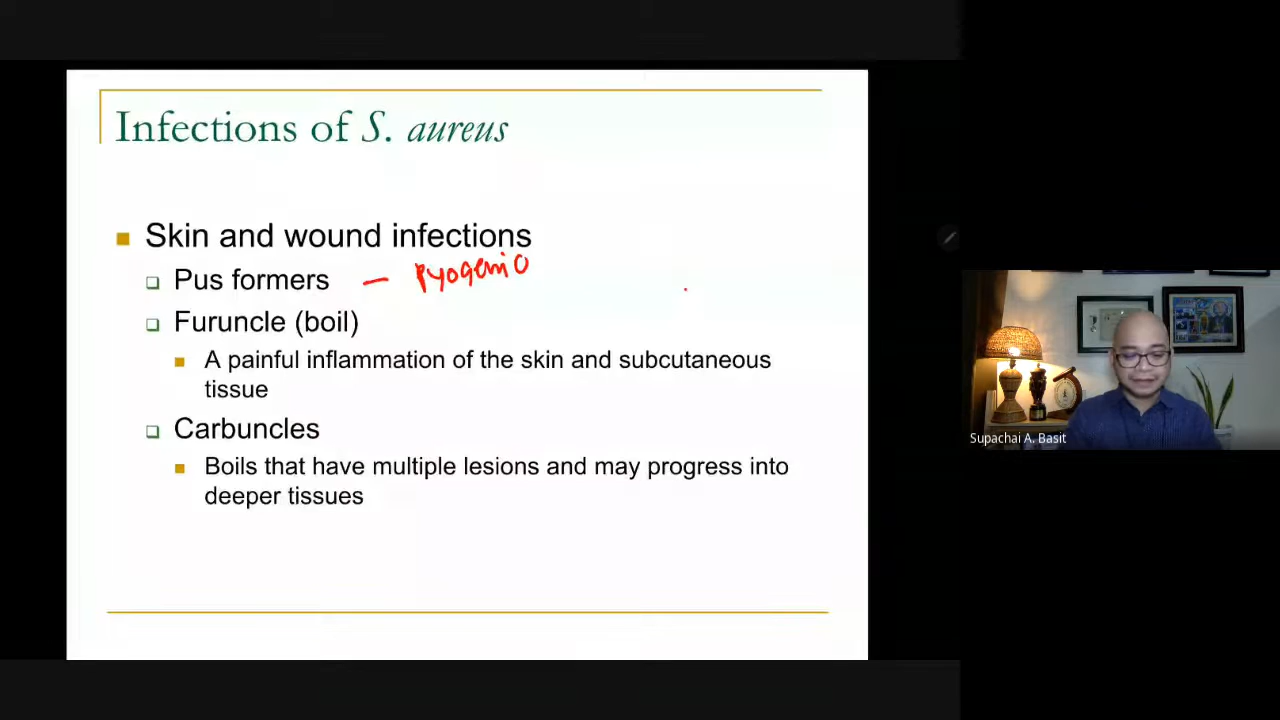 Infections of S. aureus
Skin and wound infections
Pus formers — pyogenic
Furuncle (boil)
A painful inflammation of the skin and subcutaneous
tissue
Carbuncles
Boils that have multiple lesions and may progress into
deeper tissues
Supachai A. Basit